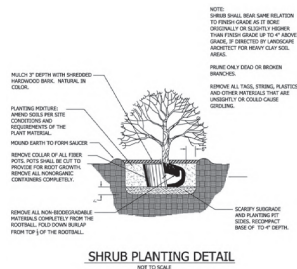 NOTE:
SHRUB SHALL BEAR SAME RELATION
TO FINISH GRADE AS IT BORE
ORIGINALLY OR SLIGHTLY HIGHER
THAN FINISH GRADE UP TO 4" ABOVE
GRADE, IF DIRECTED BY LANDSCAPE
ARCHITECT FOR HEAVY CLAY SOIL
AREAS.
PRUNE ONLY DEAD OR BROKEN
BRANCHES.
REMOVE ALL TAGS, STRING, PLASTICS
AND OTHER MATERIALS THAT ARE
UNSIGHTLY OR COULD CAUSE
GIRDLING.
MULCH 3" DEPTH WITH SHREDDED
HARDWOOD BARK. NATURAL IN
COLOR.
PLANTING MIXTURE:
AMEND SOILS PER SITE
CONDITIONS AND
REQUIREMENTS OF THE
PLANT MATERIAL.
MOUND EARTH TO FORM SAUCER
REMOVE COLLAR OF ALL FIBER
POTS. POTS SHALL BE CUT TO
PROVIDE FOR ROOT GROWTH.
REMOVE ALL NONORGANIC
CONTAINERS COMPLETELY.
REMOVE ALL NON-BIODEGRADABLE
MATERIALS COMPLETELY FROM THE
ROOTBALL. FOLD DOWN BURLAP
FROM TOP OF THE ROOTBALL.
SCARIFY SUBGRADE
AND PLANTING PIT
SIDES. RECOMPACT
BASE OF TO 4" DEPTH.
SHRUB PLANTING DETAIL
NOT TO SCALE